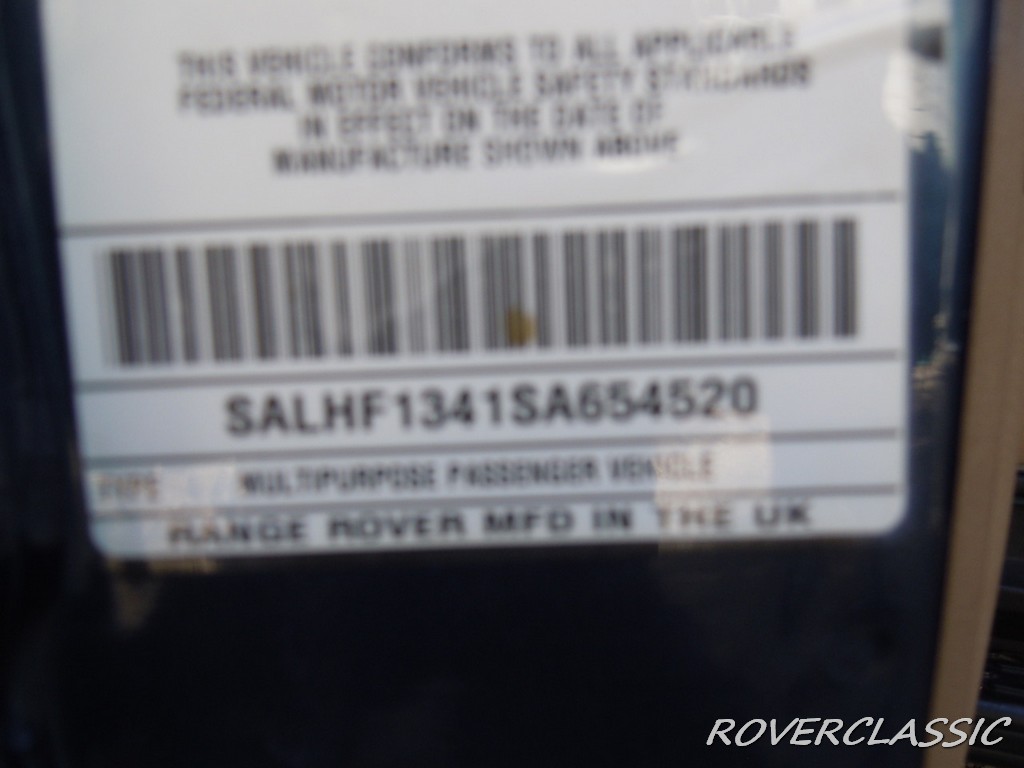 THIS VEHICLE CONFORMS TO ALL APPLICABLE
FEDERAL MOTOR VEHICLE SAFETY STANDARDS
IN EFFECT ON THE DATE OF
MANUFACTURE SHOWN ABOVE
SALHF1341SA654520
TYPE MULTIPURPOSE PASSENGER VEHICLE
RANGE ROVER MFD IN THE UK
ROVERCLASSIC